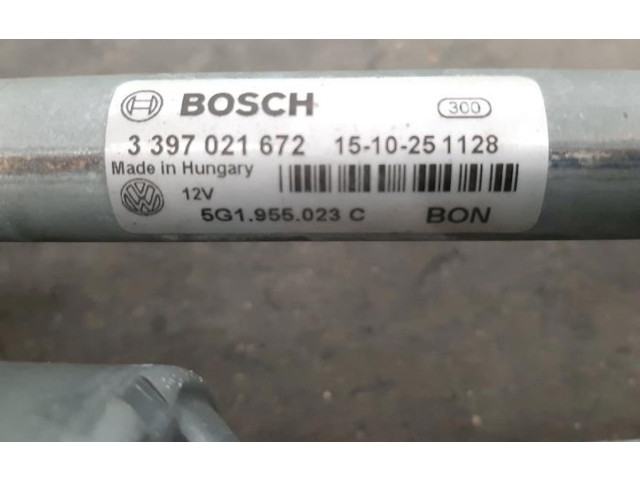 BOSCH 300
3 397 021 672 15-10-25 1128
Made in Hungary
12V
5G1.955.023 C BON